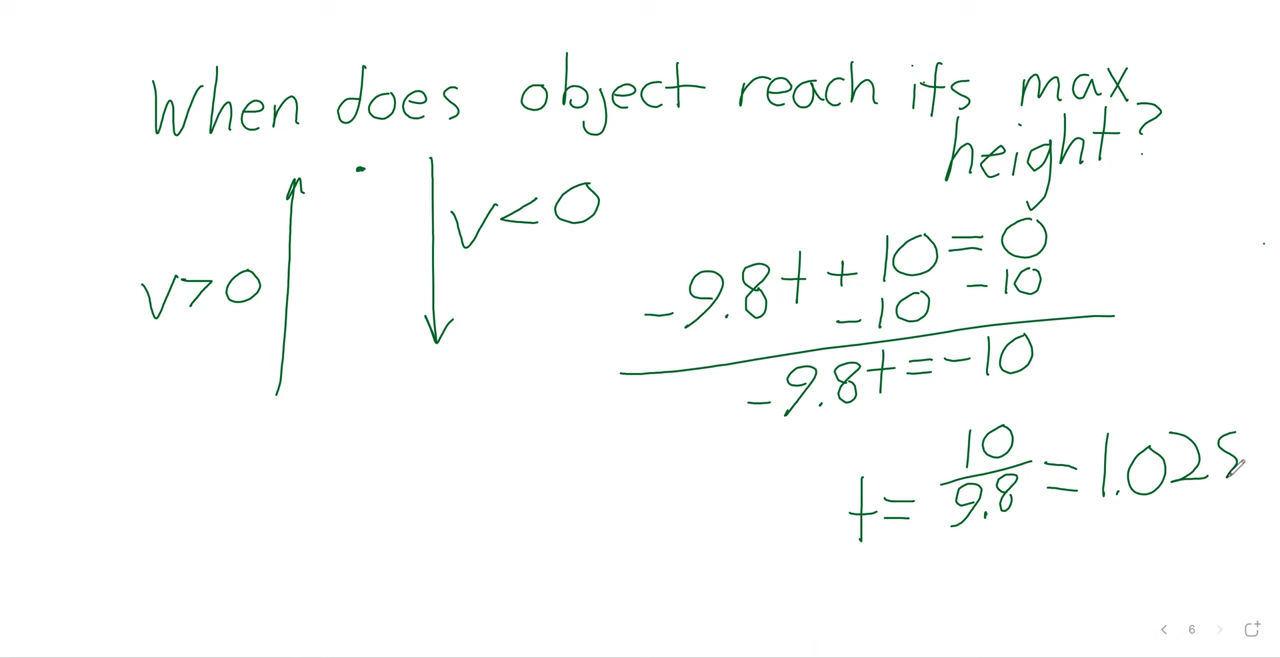 When does object reach its max
height?
v<0
v>0
-9.8t + 10 = 0
-10 -10
-9.8t = -10
t = 10/9.8 = 1.02s
6